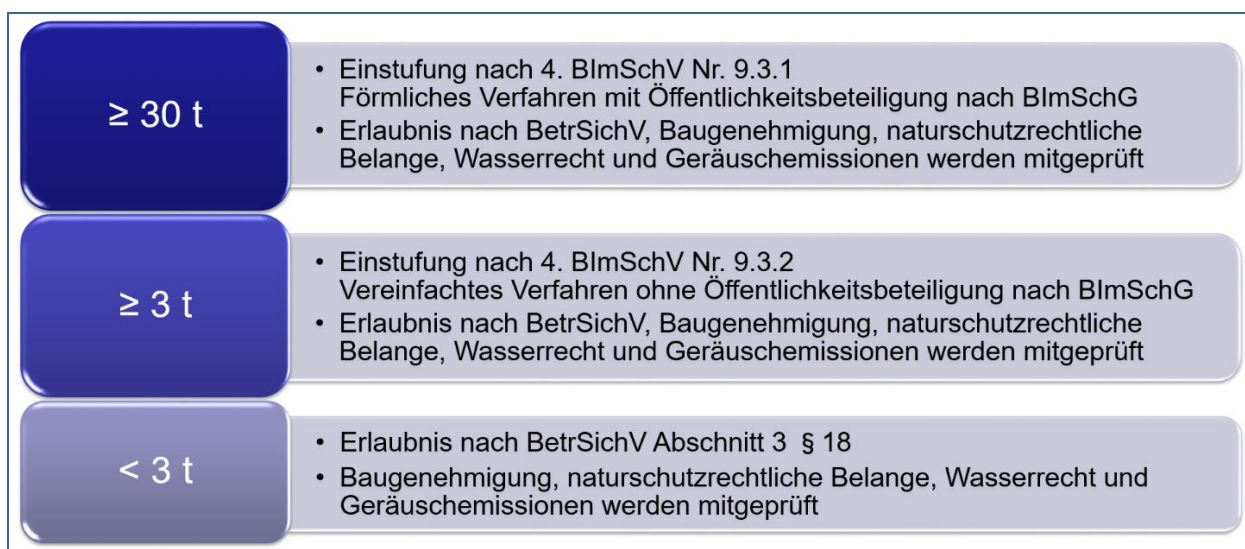 ≥ 30 t
• Einstufung nach 4. BImSchV Nr. 9.3.1
Förmliches Verfahren mit Öffentlichkeitsbeteiligung nach BImSchG
• Erlaubnis nach BetrSichV, Baugenehmigung, naturschutzrechtliche
Belange, Wasserrecht und Geräuschemissionen werden mitgeprüft
≥ 3 t
• Einstufung nach 4. BImSchV Nr. 9.3.2
Vereinfachtes Verfahren ohne Öffentlichkeitsbeteiligung nach BImSchG
• Erlaubnis nach BetrSichV, Baugenehmigung, naturschutzrechtliche
Belange, Wasserrecht und Geräuschemissionen werden mitgeprüft
< 3 t
• Erlaubnis nach BetrSichV Abschnitt 3 § 18
• Baugenehmigung, naturschutzrechtliche Belange, Wasserrecht und
Geräuschemissionen werden mitgeprüft